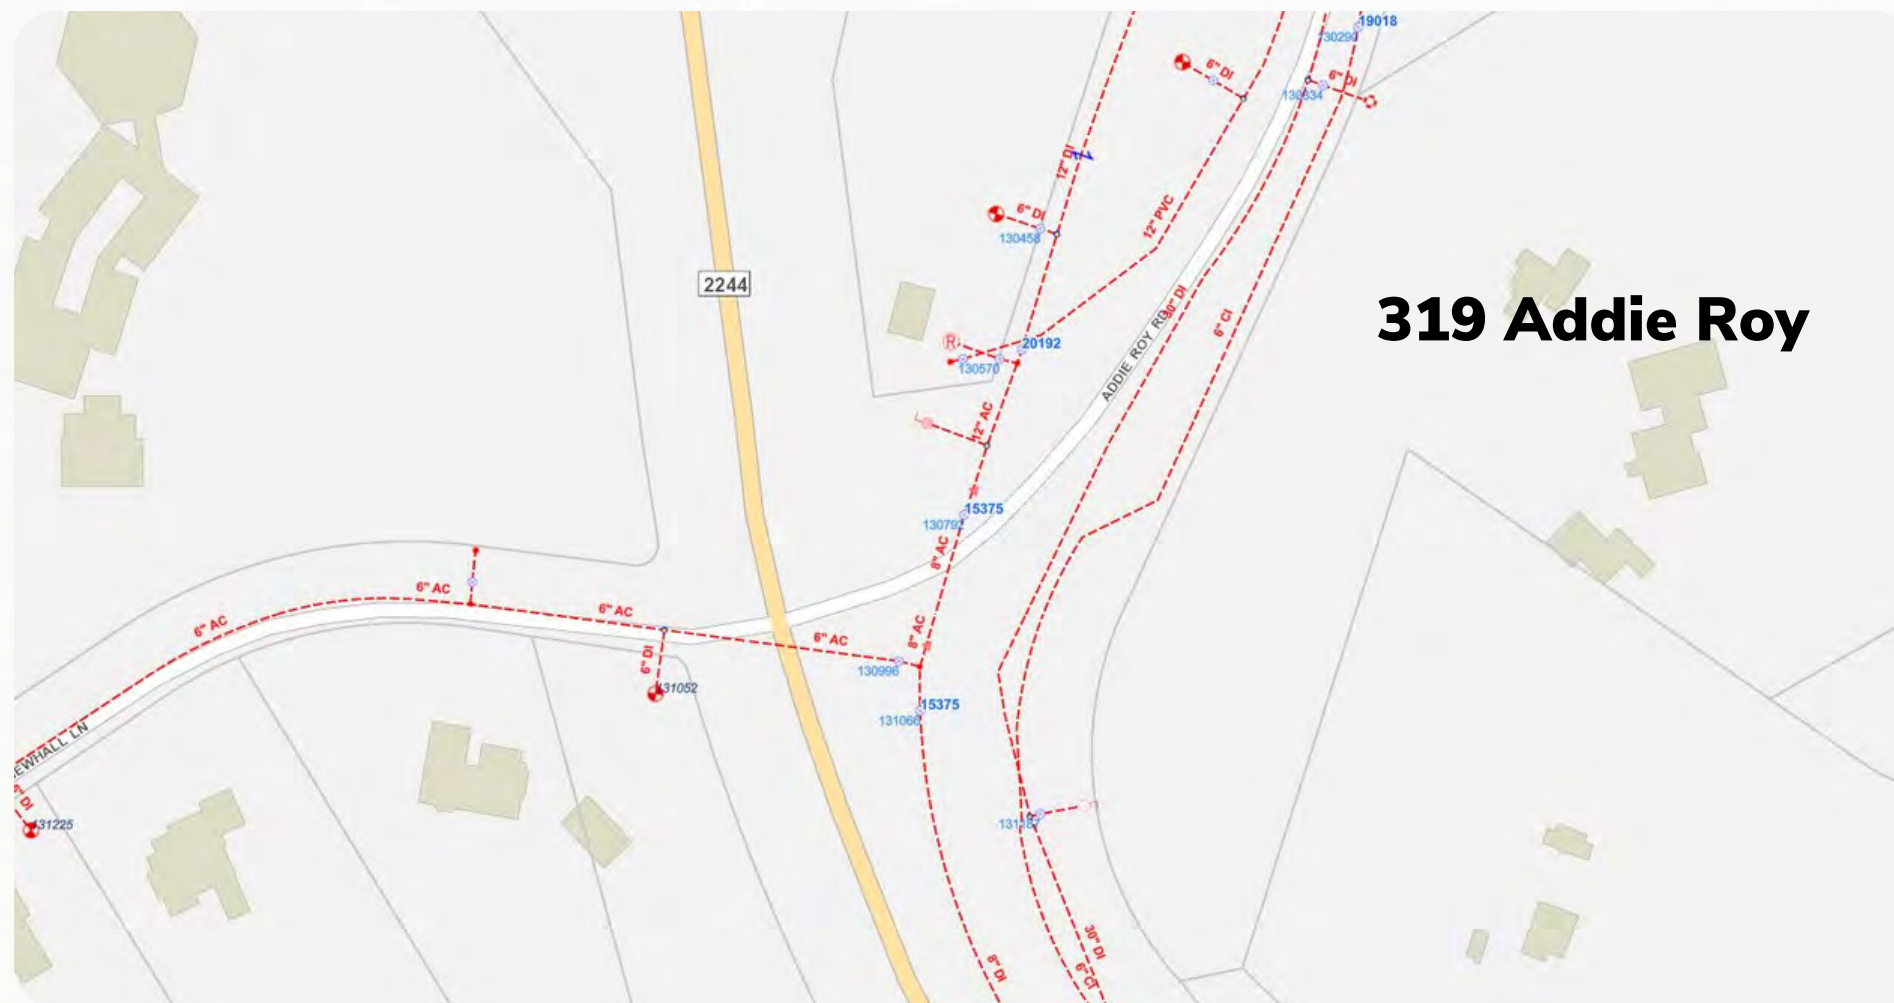 19018
130290
6" DI
6" DI
130834
12" DI
6" DI
130458
12" PVC
2244
30" DI
319 Addie Roy
6" CI
20192
130570
ADDIE ROY RD
12" AC
15375
130792
8" AC
6" AC
6" AC
6" AC
8" AC
6" AC
6" DI
130996
131052
15375
131066
EWHALL LN
6" DI
131225
131187
30" DI
8" DI
6" CI